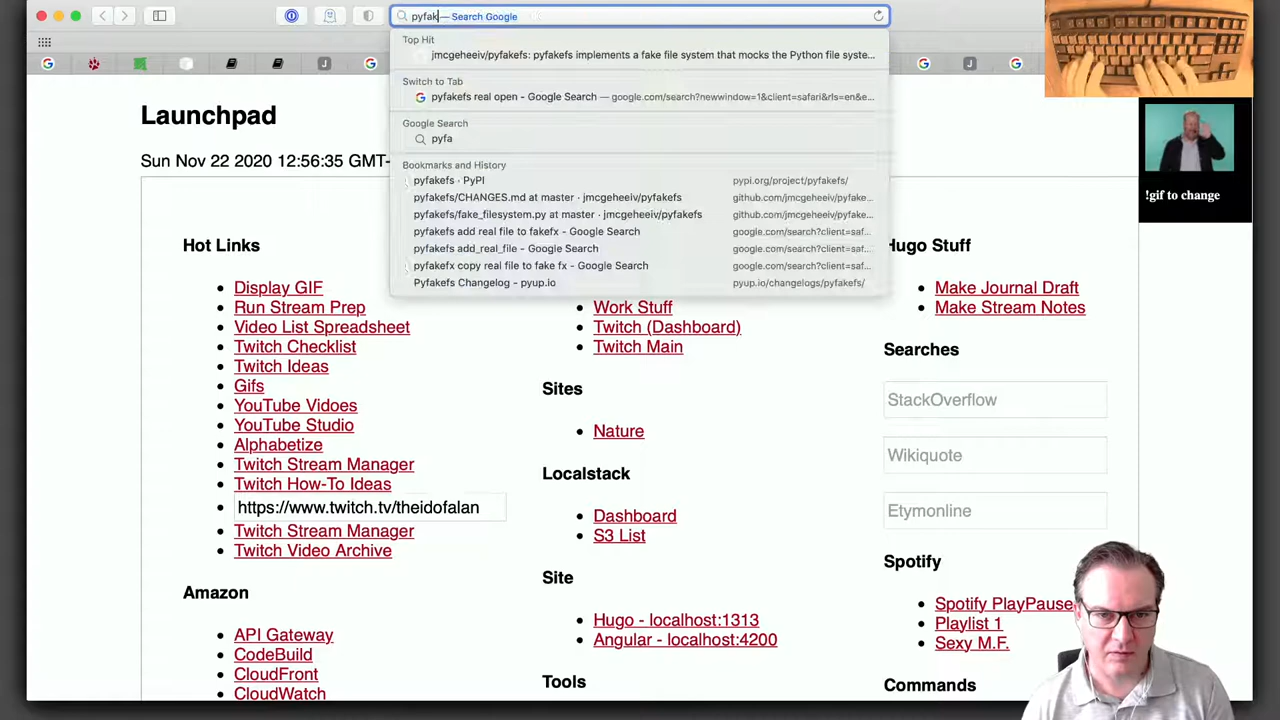 pyfak — Search Google
Top Hit
jmcgeheeiv/pyfakefs: pyfakefs implements a fake file system that mocks the Python file syste...
Switch to Tab
pyfakefs real open - Google Search — google.com/search?newwindow=1&client=safari&rls=en&e...
Google Search
pyfa
Bookmarks and History
pyfakefs · PyPI pypi.org/project/pyfakefs/
pyfakefs/CHANGES.md at master · jmcgeheeiv/pyfakefs github.com/jmcgeheeiv/pyfake...
pyfakefs/fake_filesystem.py at master · jmcgeheeiv/pyfakefs github.com/jmcgeheeiv/pyfake...
pyfakefs add real file to fakefx - Google Search google.com/search?client=saf...
pyfakefs add_real_file - Google Search google.com/search?client=saf...
pyfakefx copy real file to fake fx - Google Search google.com/search?client=saf...
Pyfakefs Changelog - pyup.io pyup.io/changelogs/pyfakefs/
!gif to change
Launchpad
Sun Nov 22 2020 12:56:35 GMT-
Hot Links
Display GIF
Run Stream Prep
Video List Spreadsheet
Twitch Checklist
Twitch Ideas
Gifs
YouTube Vidoes
YouTube Studio
Alphabetize
Twitch Stream Manager
Twitch How-To Ideas
https://www.twitch.tv/theidofalan
Twitch Stream Manager
Twitch Video Archive
Amazon
API Gateway
CodeBuild
CloudFront
CloudWatch
Work Stuff
Twitch (Dashboard)
Twitch Main
Sites
Nature
Localstack
Dashboard
S3 List
Site
Hugo - localhost:1313
Angular - localhost:4200
Tools
Hugo Stuff
Make Journal Draft
Make Stream Notes
Searches
StackOverflow
Wikiquote
Etymonline
Spotify
Spotify PlayPause
Playlist 1
Sexy M.F.
Commands